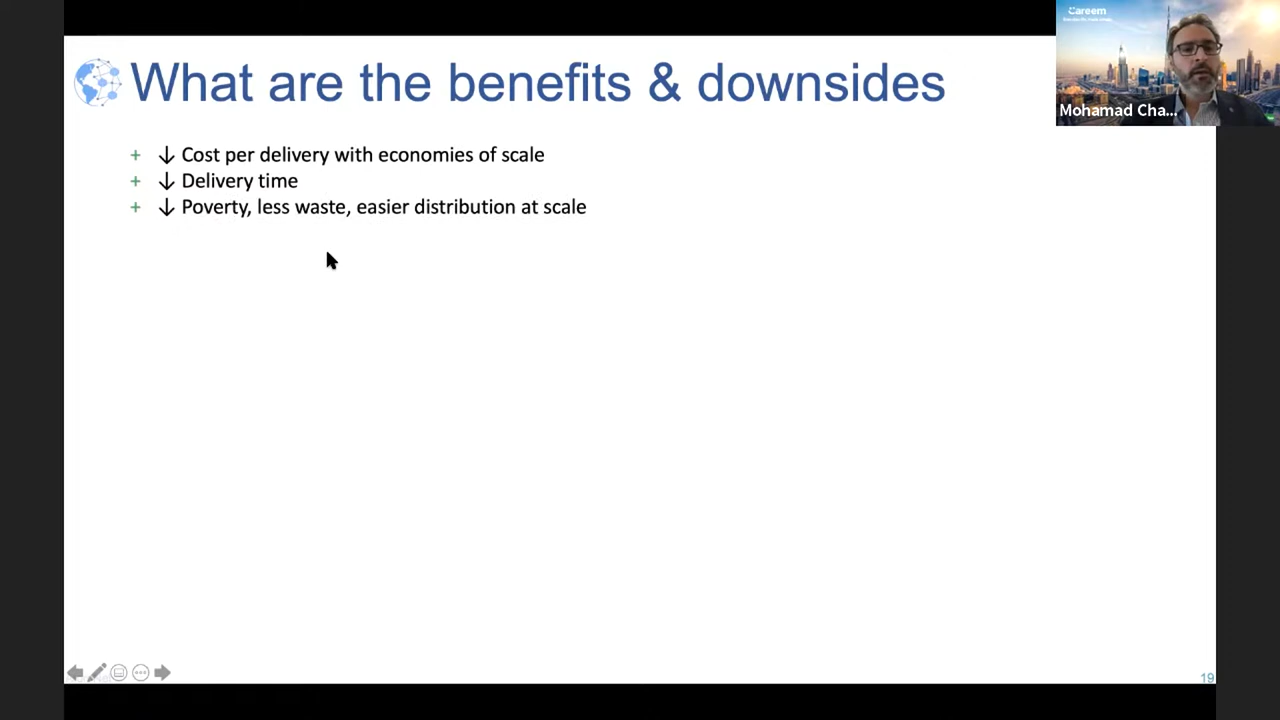 What are the benefits & downsides
+ ↓ Cost per delivery with economies of scale
+ ↓ Delivery time
+ ↓ Poverty, less waste, easier distribution at scale
Careem
Mohamad Cha...
19